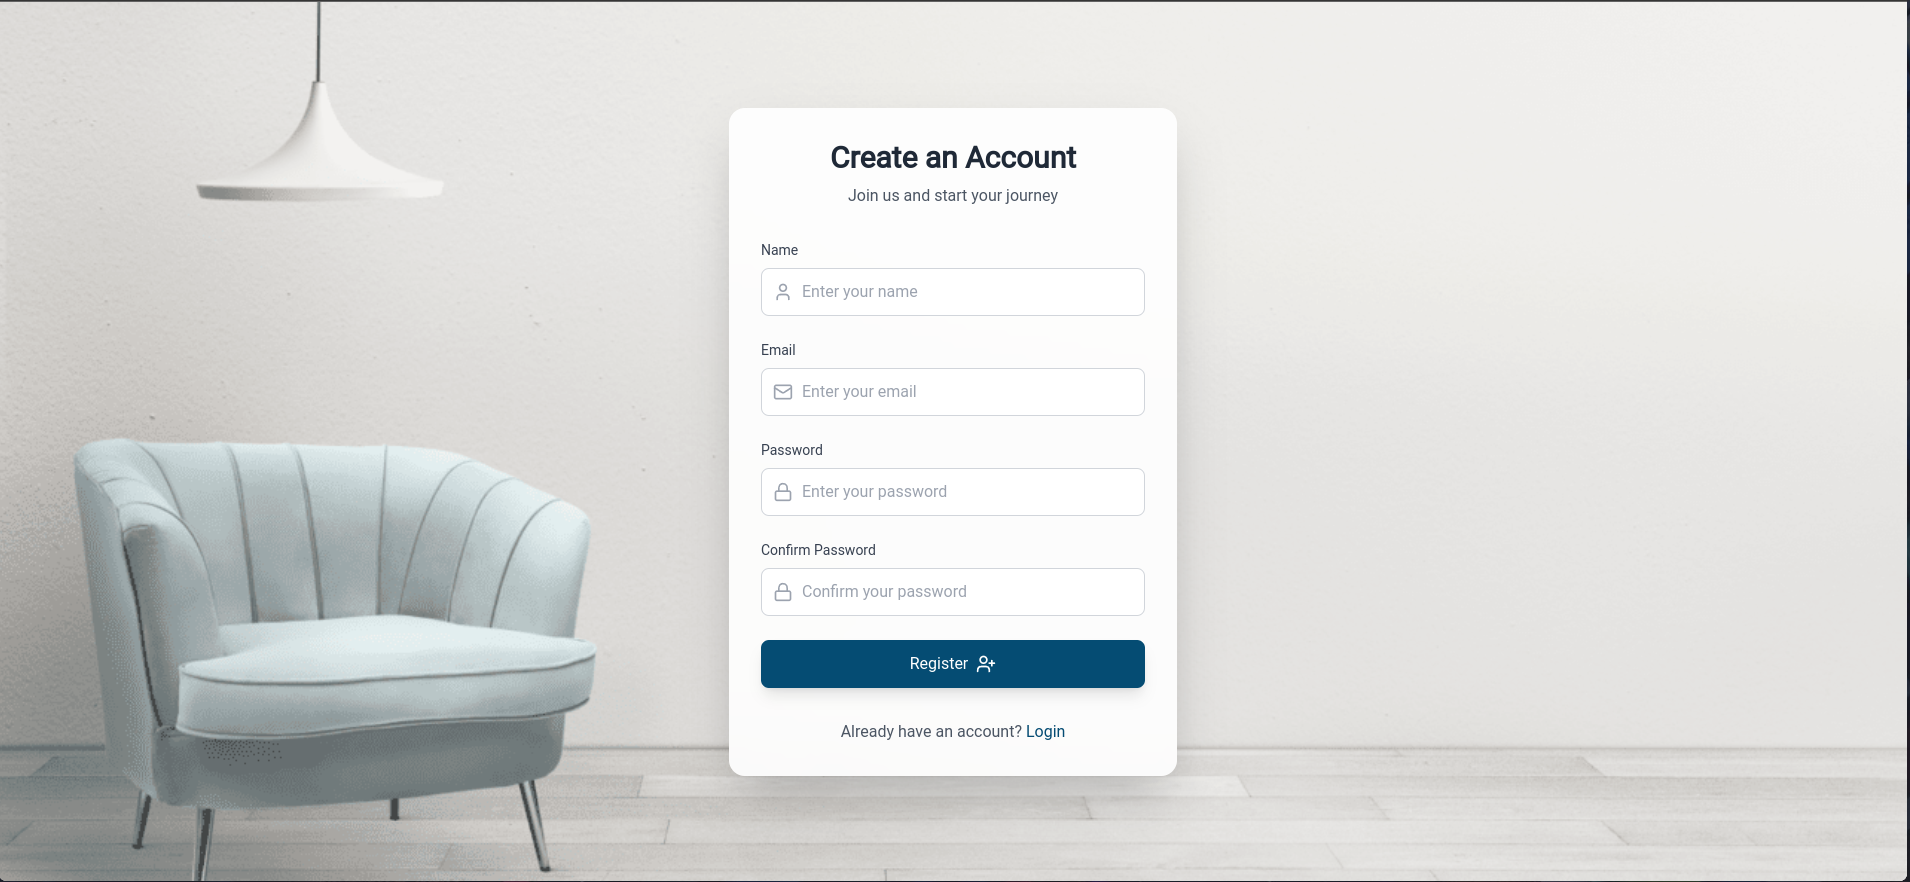 Create an Account
Join us and start your journey
Name
Enter your name
Email
Enter your email
Password
Enter your password
Confirm Password
Confirm your password
Register
Already have an account? Login